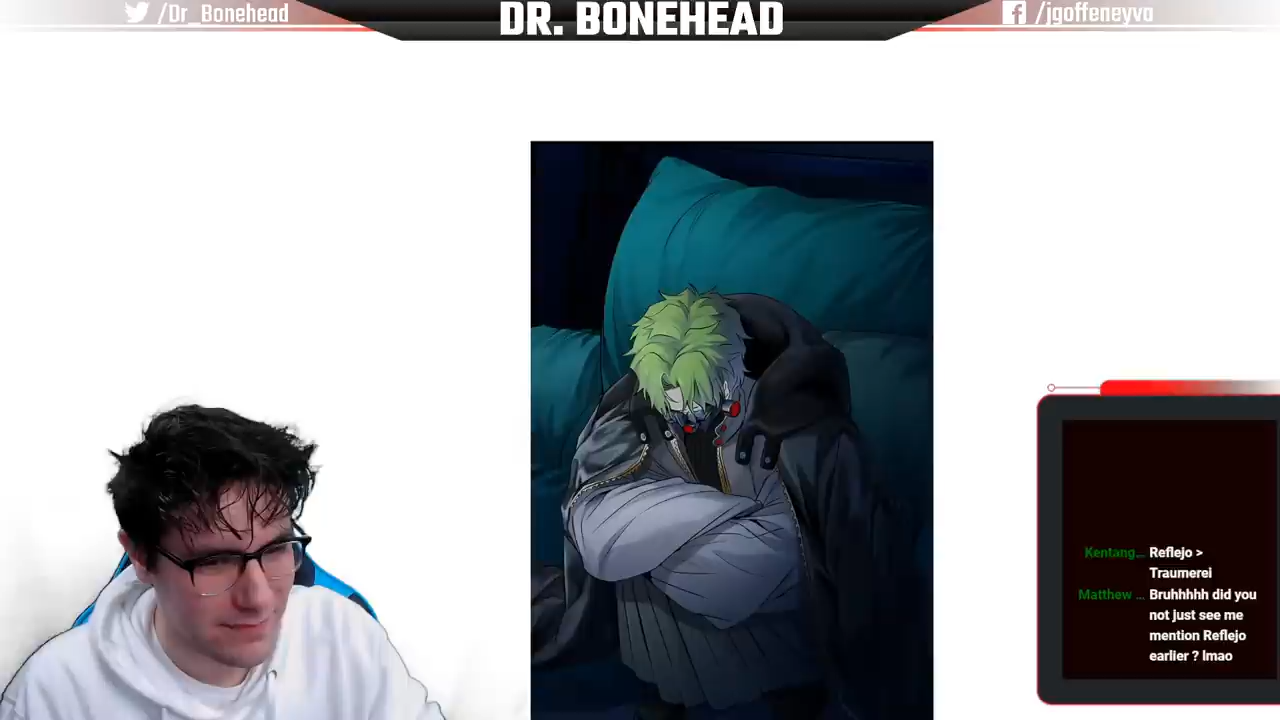 /Dr_Bonehead
DR. BONEHEAD
/jgoffeneyva
Kentang... Reflejo >
Traumerei
Matthew ... Bruhhhhh did you
not just see me
mention Reflejo
earlier ? lmao